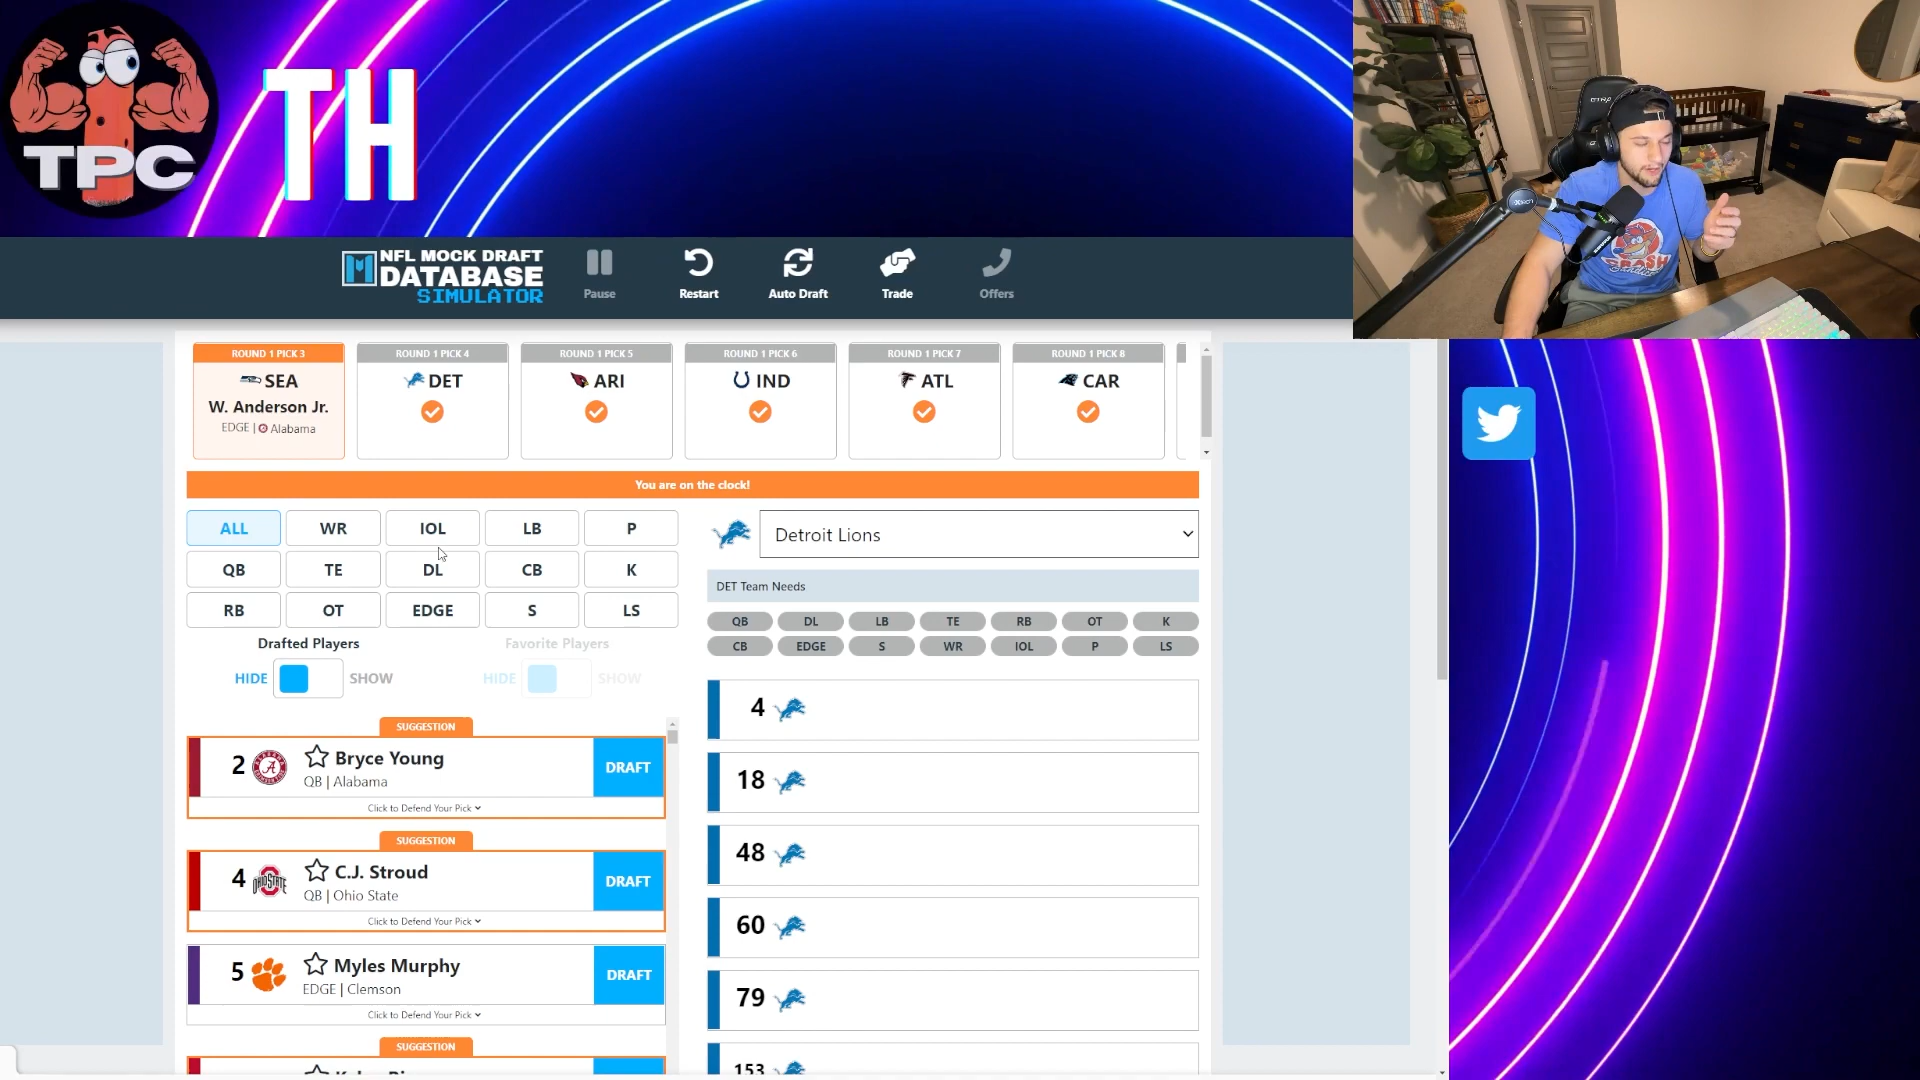 TPC
TH
NFL MOCK DRAFT
DATABASE
SIMULATOR
Pause
Restart
Auto Draft
Trade
Offers
ROUND 1 PICK 3
SEA
W. Anderson Jr.
EDGE | Alabama
ROUND 1 PICK 4
DET
ROUND 1 PICK 5
ARI
ROUND 1 PICK 6
IND
ROUND 1 PICK 7
ATL
ROUND 1 PICK 8
CAR
You are on the clock!
ALL WR IOL LB P
QB TE DL CB K
RB OT EDGE S LS
Drafted Players
HIDE SHOW
Favorite Players
HIDE SHOW
SUGGESTION
2 Bryce Young
QB | Alabama
DRAFT
Click to Defend Your Pick
SUGGESTION
4 C.J. Stroud
QB | Ohio State
DRAFT
Click to Defend Your Pick
5 Myles Murphy
EDGE | Clemson
DRAFT
Click to Defend Your Pick
SUGGESTION
Detroit Lions
DET Team Needs
QB DL LB TE RB OT K
CB EDGE S WR IOL P LS
4
18
48
60
79
153
CRASH